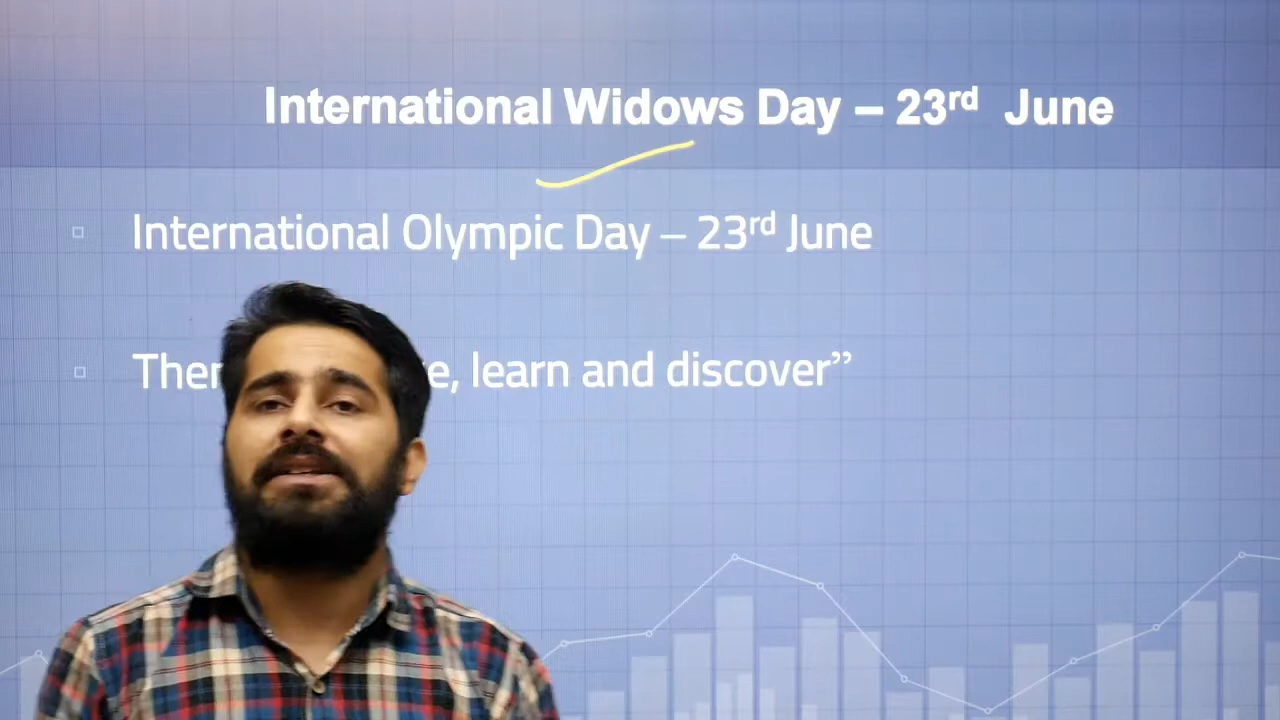 International Widows Day – 23rd June
International Olympic Day – 23rd June
learn and discover”